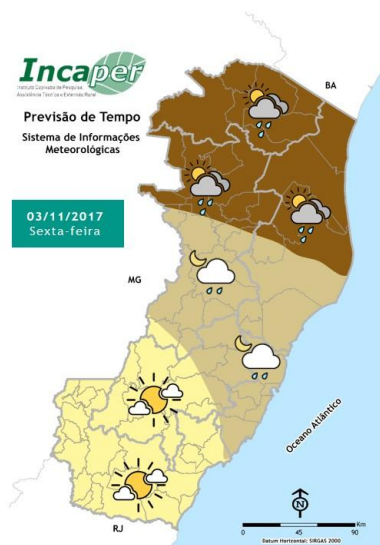 Incaper
Instituto Capixaba de Pesquisa,
Assistência Técnica e Extensão Rural
Previsão de Tempo
Sistema de Informações
Meteorológicas
03/11/2017
Sexta-feira
BA
MG
RJ
Oceano Atlântico
N
Km
0 45 90
Datum Horizontal: SIRGAS 2000